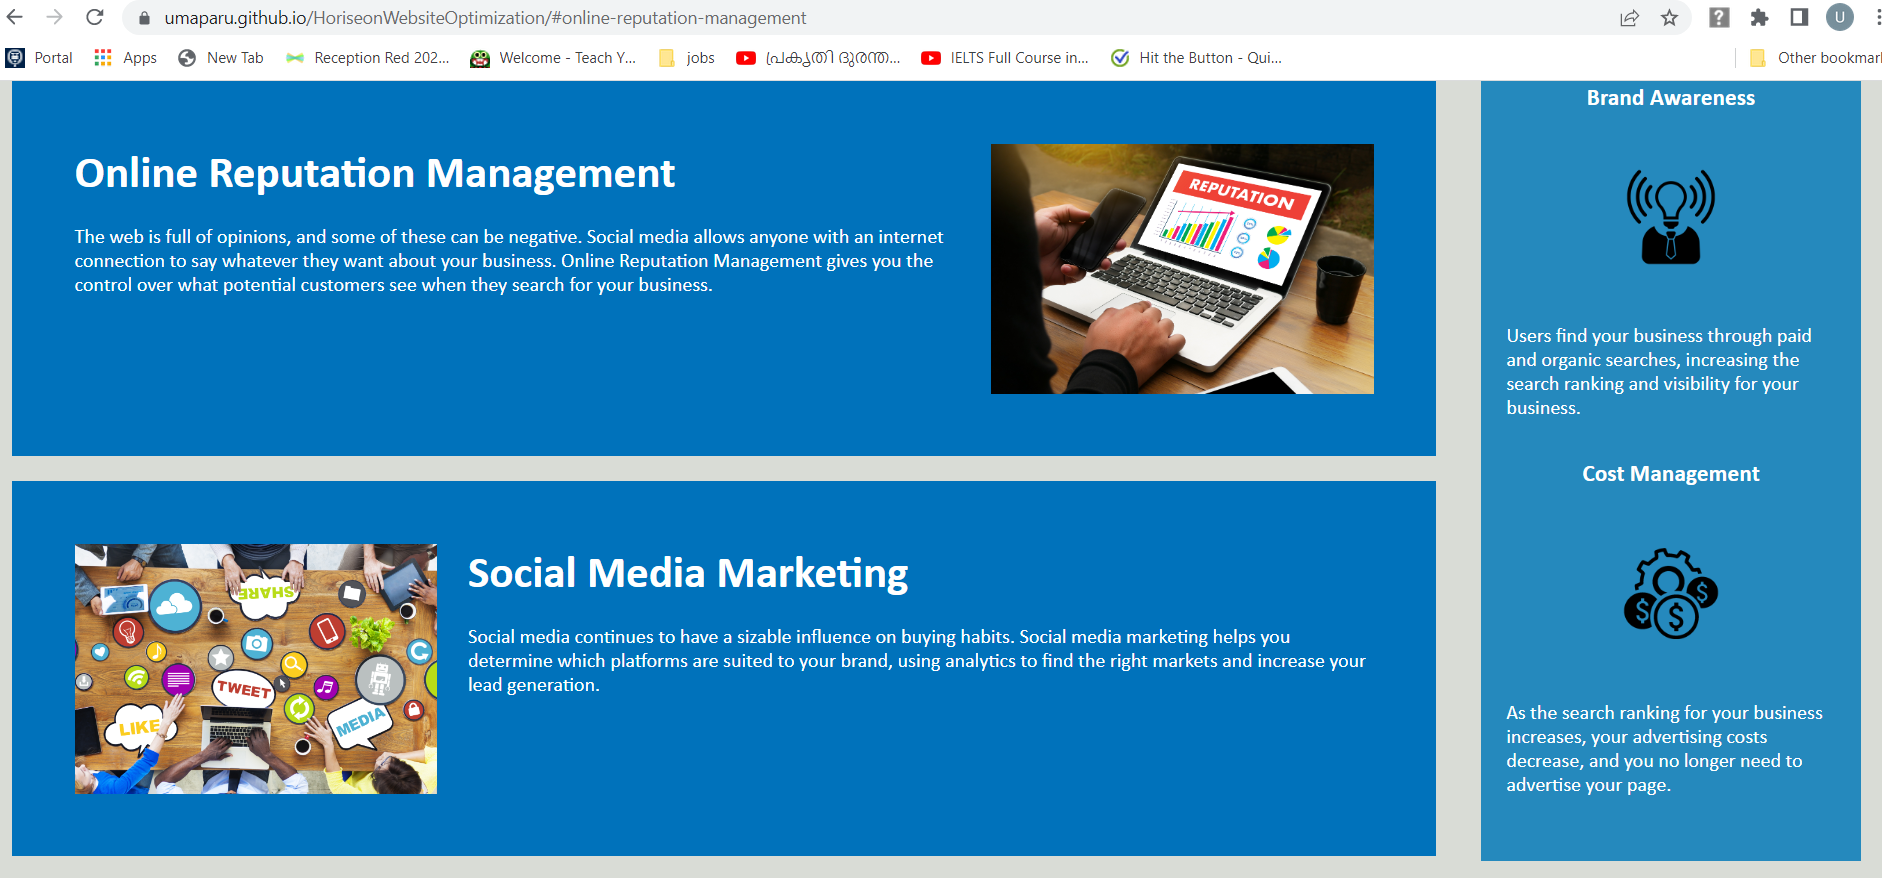 umaparu.github.io/HoriseonWebsiteOptimization/#online-reputation-management
U
Portal
Apps
New Tab
Reception Red 202...
Welcome - Teach Y...
jobs
പ്രകൃതി ദുരന്ത...
IELTS Full Course in...
Hit the Button - Qui...
Other bookmar
Online Reputation Management
The web is full of opinions, and some of these can be negative. Social media allows anyone with an internet
connection to say whatever they want about your business. Online Reputation Management gives you the
control over what potential customers see when they search for your business.
REPUTATION
Social Media Marketing
Social media continues to have a sizable influence on buying habits. Social media marketing helps you
determine which platforms are suited to your brand, using analytics to find the right markets and increase your
lead generation.
SHARE
TWEET
LIKE
MEDIA
Brand Awareness
Users find your business through paid
and organic searches, increasing the
search ranking and visibility for your
business.
Cost Management
$ $
$
As the search ranking for your business
increases, your advertising costs
decrease, and you no longer need to
advertise your page.